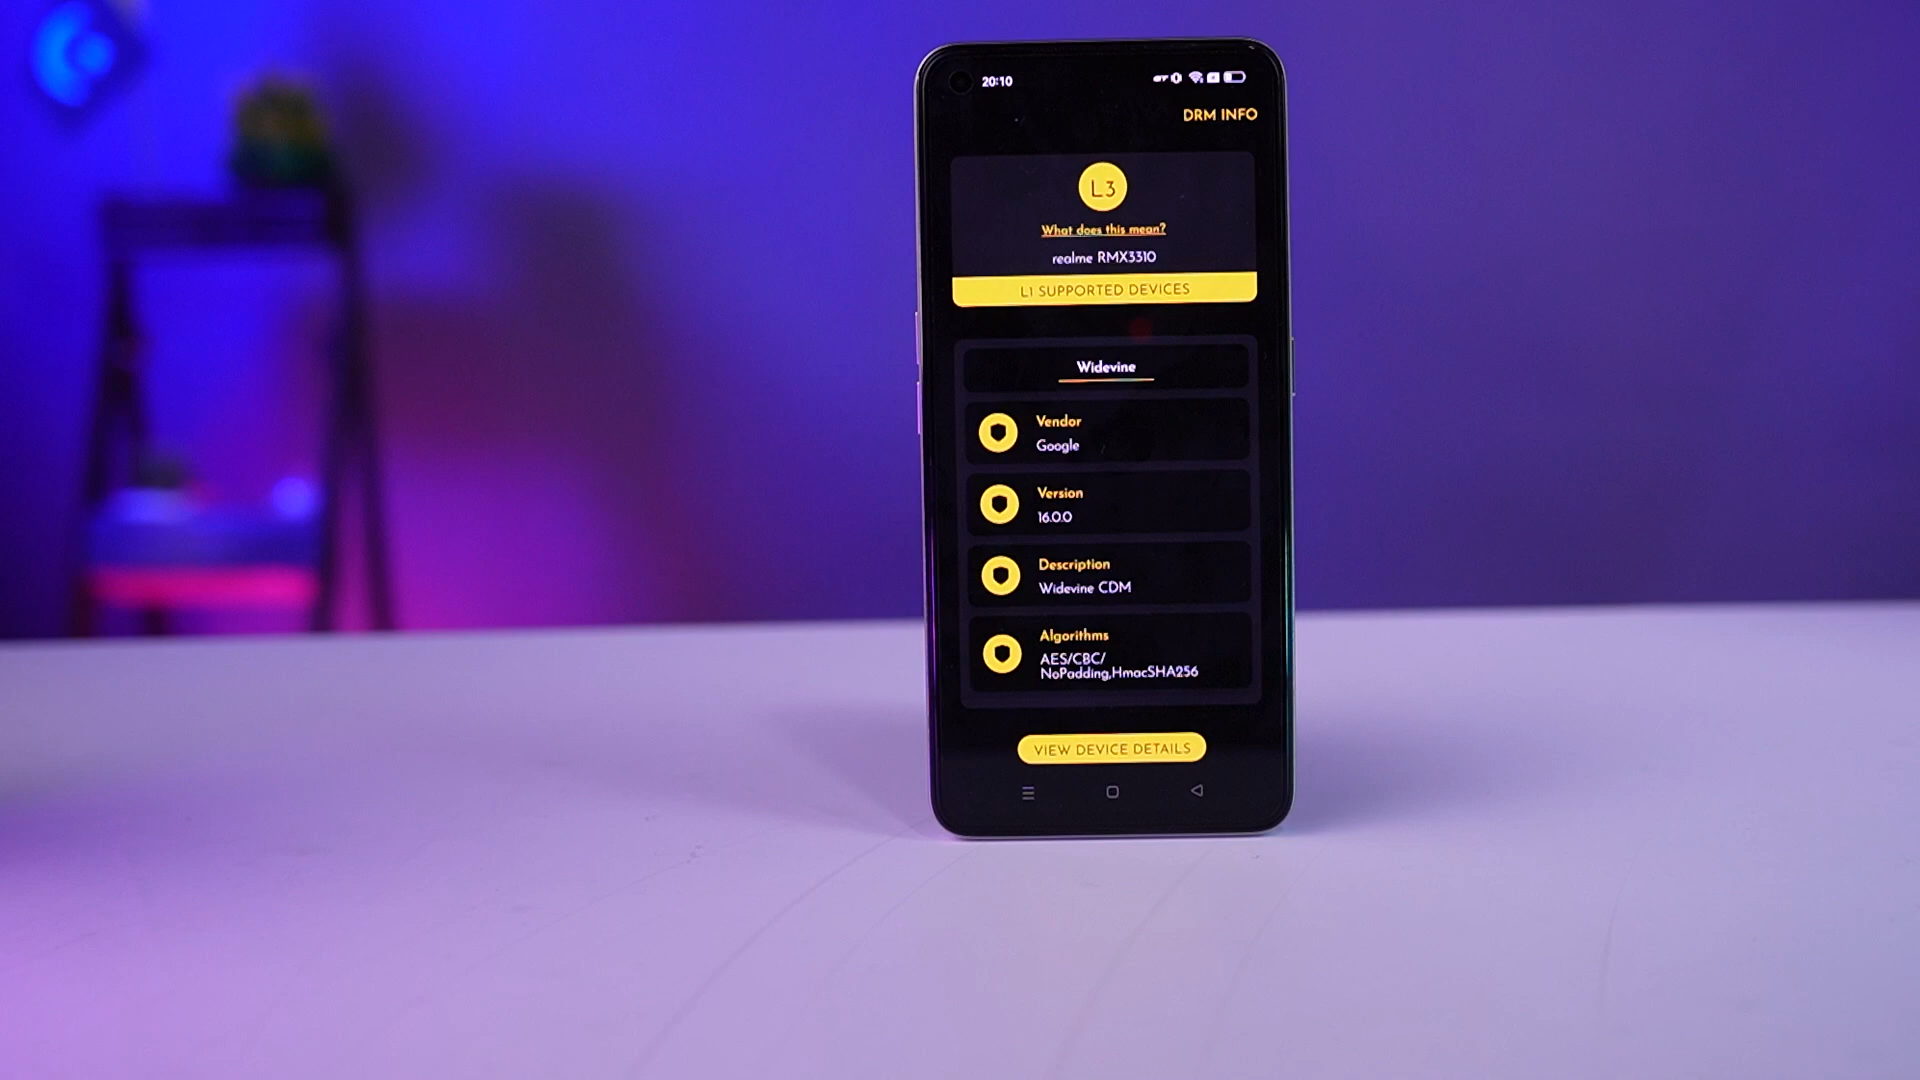 20:10
DRM INFO
L3
What does this mean?
realme RMX3310
L1 SUPPORTED DEVICES
Widevine
Vendor
Google
Version
16.0.0
Description
Widevine CDM
Algorithms
AES/CBC/
NoPadding,HmacSHA256
VIEW DEVICE DETAILS